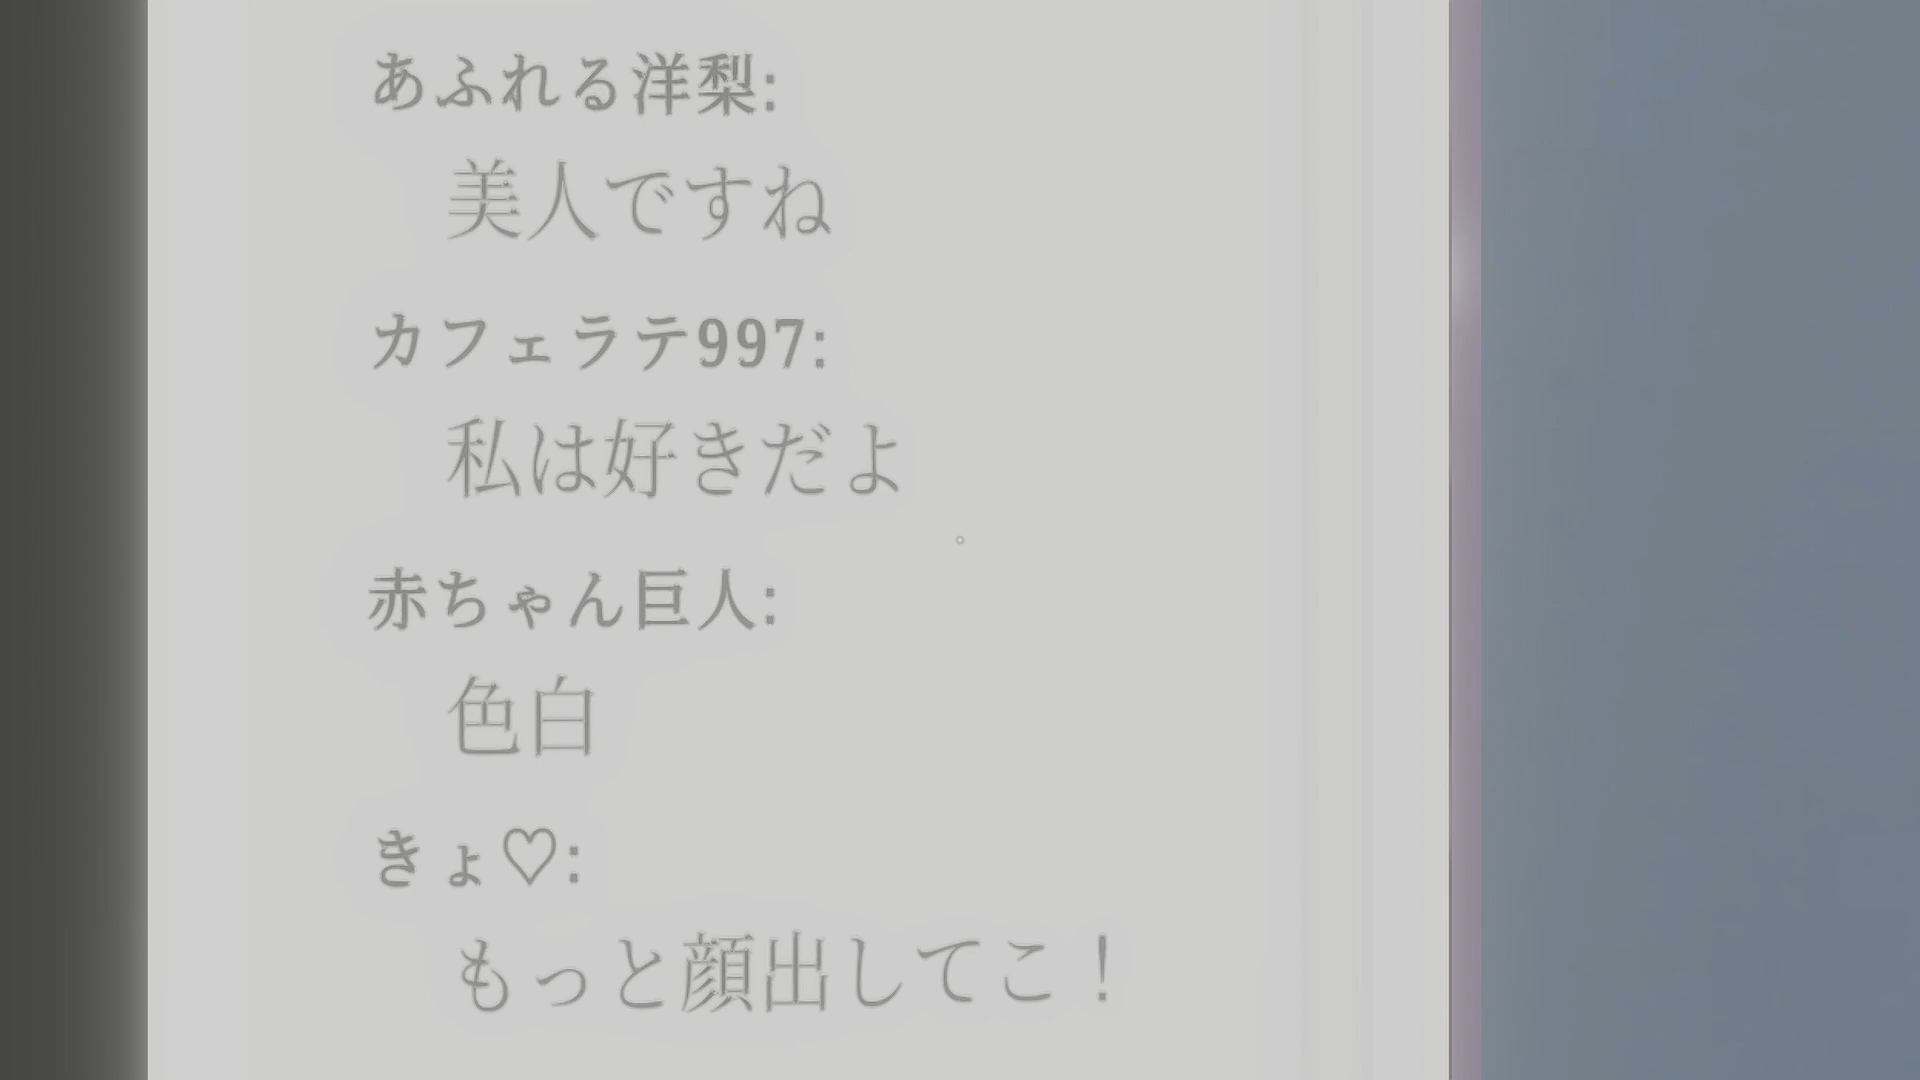 あふれる洋梨:
美人ですね
カフェラテ997:
私は好きだよ
赤ちゃん巨人:
色白
きょ♡:
もっと顔出してこ！